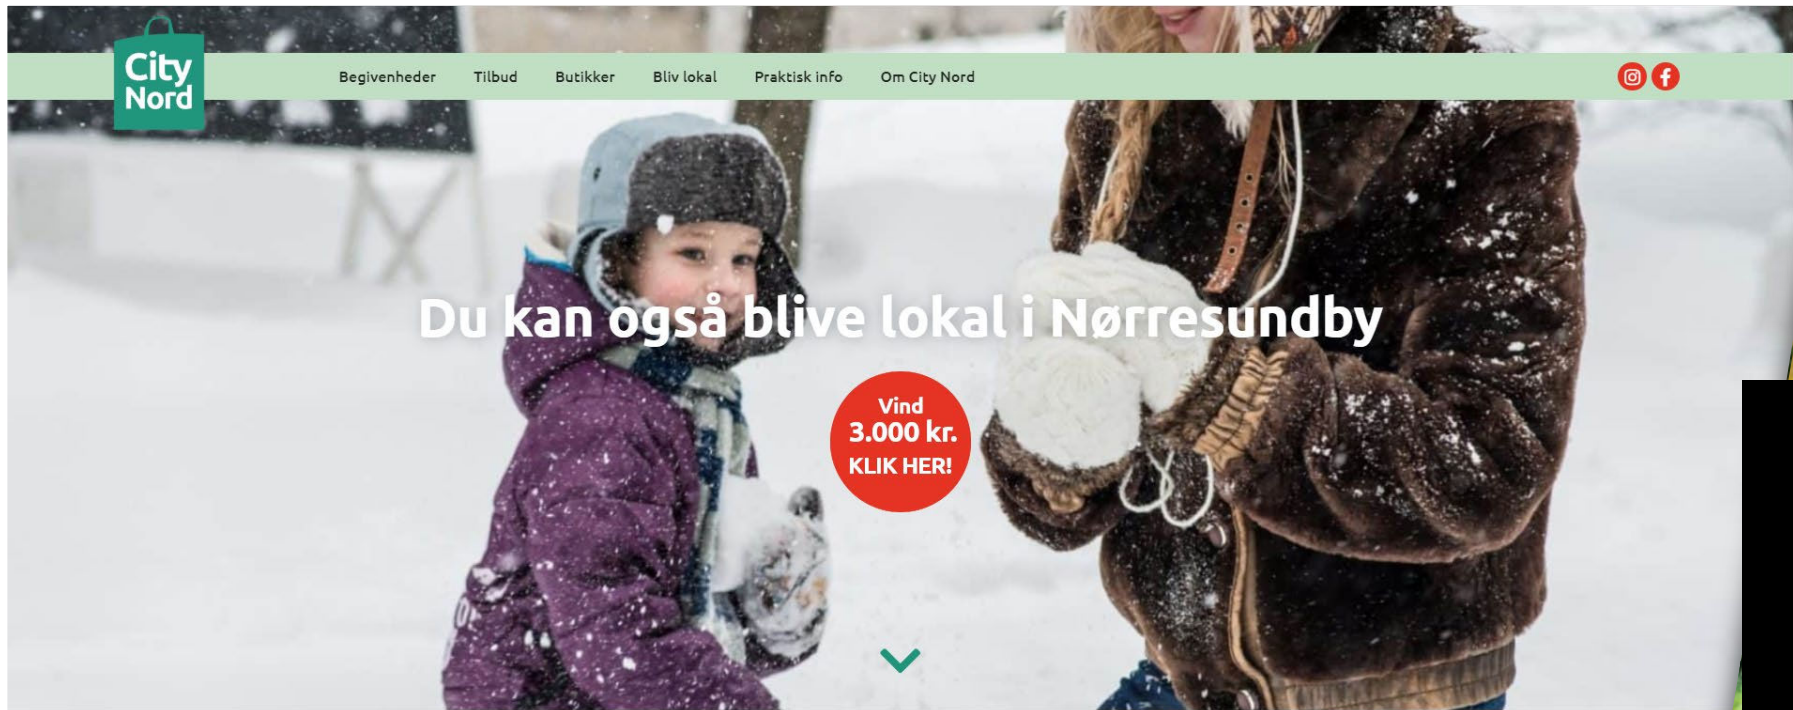 City
Nord
Begivenheder Tilbud Butikker Bliv lokal Praktisk info Om City Nord
Du kan også blive lokal i Nørresundby
Vind
3.000 kr.
KLIK HER!